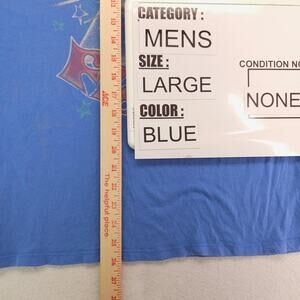 CATEGORY :
MENS
SIZE :
LARGE
CONDITION NO
NONE
COLOR :
BLUE
ACE
The helpful place